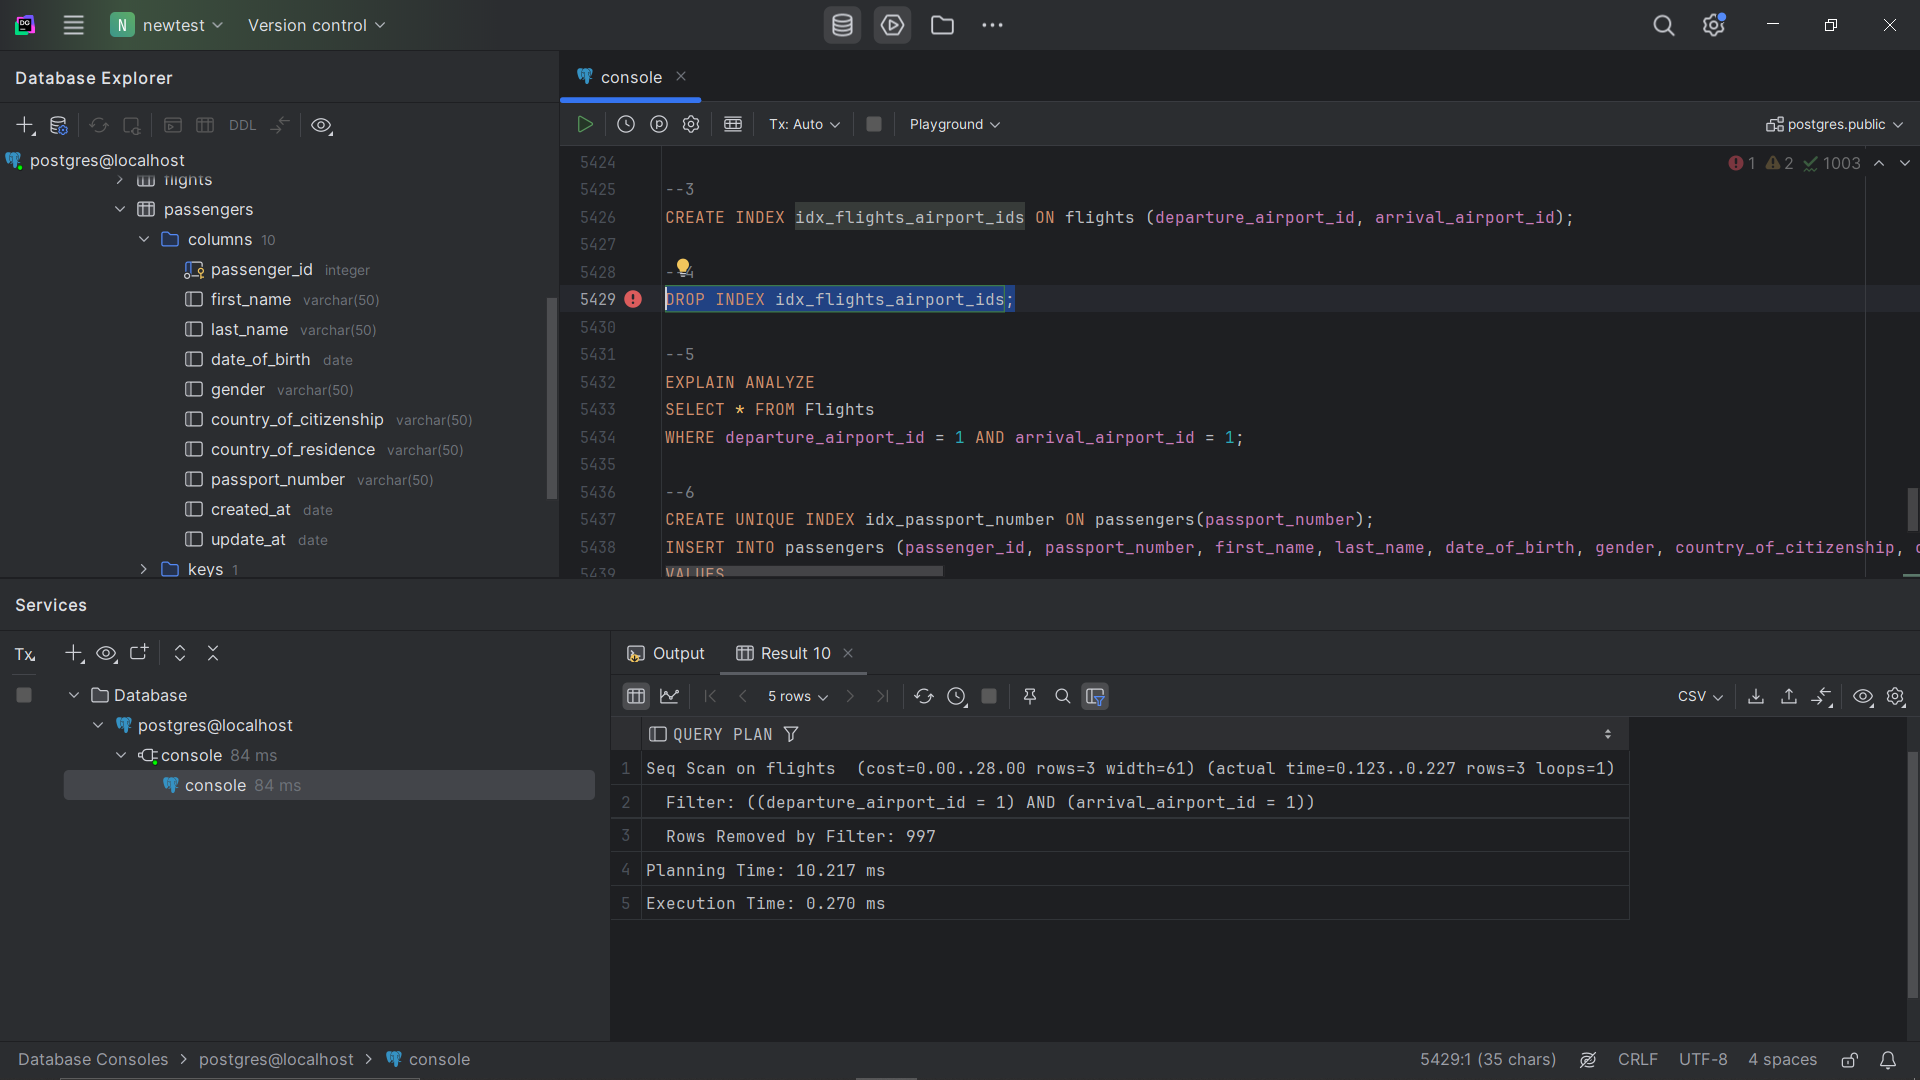 N newtest
Version control
Database Explorer
DDL
postgres@localhost
flights
passengers
columns 10
passenger_id integer
first_name varchar(50)
last_name varchar(50)
date_of_birth date
gender varchar(50)
country_of_citizenship varchar(50)
country_of_residence varchar(50)
passport_number varchar(50)
created_at date
update_at date
keys 1
console
Tx: Auto
Playground
postgres.public
1 2 1003
5424
5425 --3
5426 CREATE INDEX idx_flights_airport_ids ON flights (departure_airport_id, arrival_airport_id);
5427
5428 --4
5429 DROP INDEX idx_flights_airport_ids;
5430
5431 --5
5432 EXPLAIN ANALYZE
5433 SELECT * FROM Flights
5434 WHERE departure_airport_id = 1 AND arrival_airport_id = 1;
5435
5436 --6
5437 CREATE UNIQUE INDEX idx_passport_number ON passengers(passport_number);
5438 INSERT INTO passengers (passenger_id, passport_number, first_name, last_name, date_of_birth, gender, country_of_citizenship,
5439 VALUES
Services
Tx
Database
postgres@localhost
console 84 ms
console 84 ms
Output
Result 10
5 rows
CSV
QUERY PLAN
1 Seq Scan on flights (cost=0.00..28.00 rows=3 width=61) (actual time=0.123..0.227 rows=3 loops=1)
2 Filter: ((departure_airport_id = 1) AND (arrival_airport_id = 1))
3 Rows Removed by Filter: 997
4 Planning Time: 10.217 ms
5 Execution Time: 0.270 ms
Database Consoles > postgres@localhost > console
5429:1 (35 chars)
CRLF
UTF-8
4 spaces